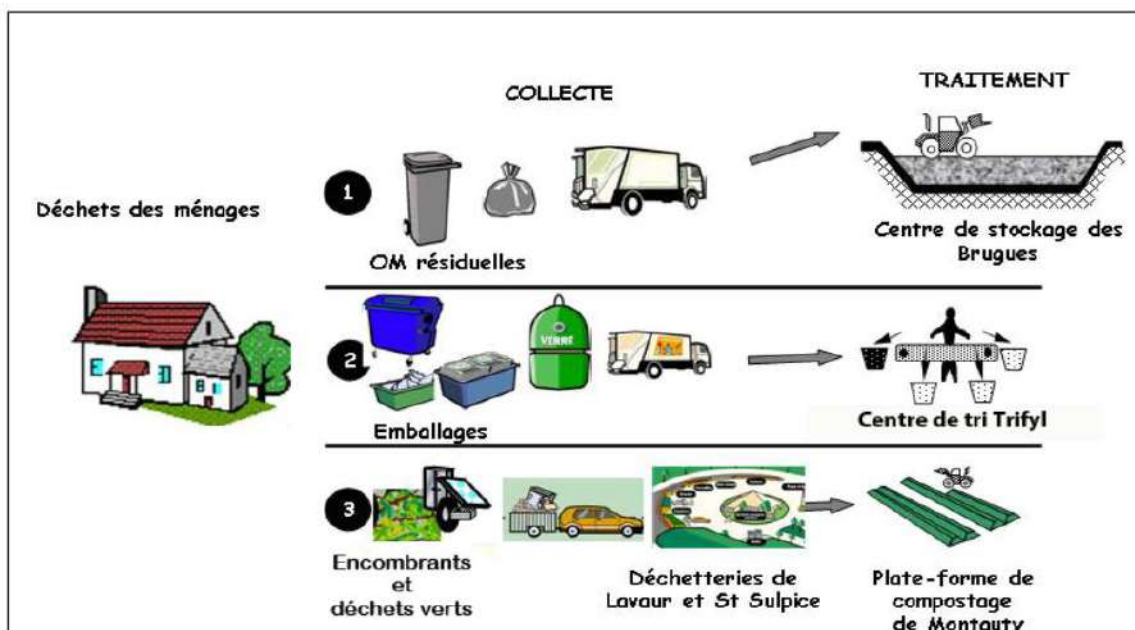 COLLECTE
TRAITEMENT
Déchets des ménages
1
OM résiduelles
Centre de stockage des
Brugues
2
VERRE
Emballages
Centre de tri Trifyl
3
Encombrants
et
déchets verts
Déchetteries de
Lavaur et St Sulpice
Plate-forme de
compostage
de Montauty